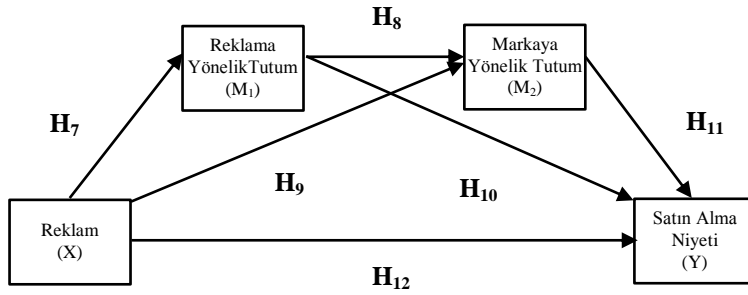 H8
Reklama
YönelikTutum
(M1)
Markaya
Yönelik Tutum
(M2)
H7
H11
H9
H10
Reklam
(X)
Satın Alma
Niyeti
(Y)
H12